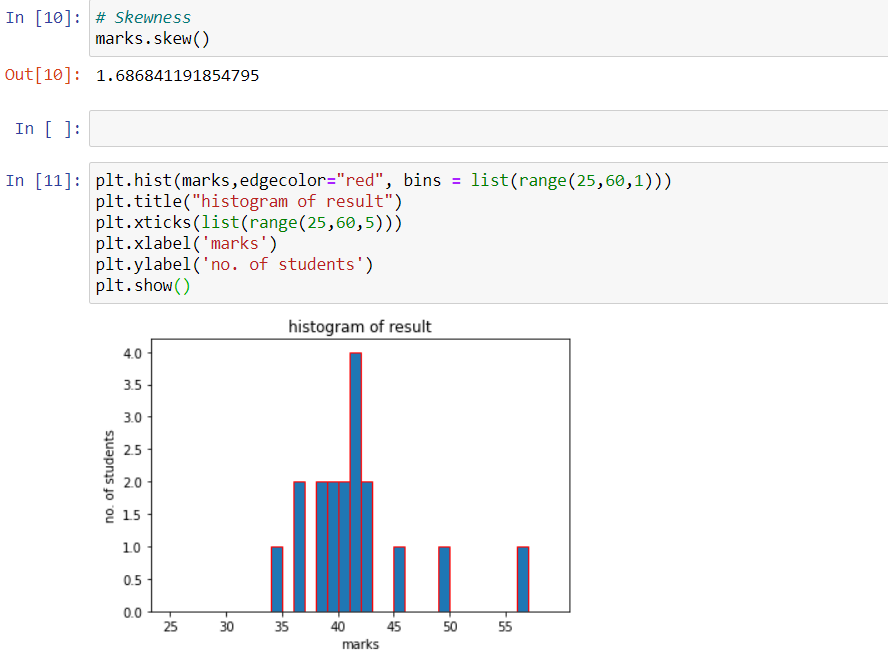 In [10]: # Skewness
marks.skew()
Out[10]: 1.686841191854795
In [ ]:
In [11]: plt.hist(marks,edgecolor="red", bins = list(range(25,60,1)))
plt.title("histogram of result")
plt.xticks(list(range(25,60,5)))
plt.xlabel('marks')
plt.ylabel('no. of students')
plt.show()
histogram of result
4.0
3.5
3.0
2.5
2.0
1.5
1.0
0.5
0.0
no. of students
25 30 35 40 45 50 55
marks